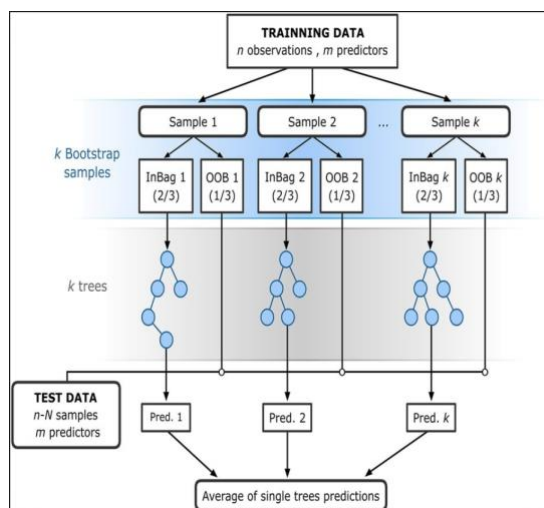 TRAINNING DATA
n observations , m predictors
Sample 1
Sample 2
...
Sample k
k Bootstrap
samples
InBag 1
(2/3)
OOB 1
(1/3)
InBag 2
(2/3)
OOB 2
(1/3)
InBag k
(2/3)
OOB k
(1/3)
k trees
TEST DATA
n-N samples
m predictors
Pred. 1
Pred. 2
Pred. k
Average of single trees predictions